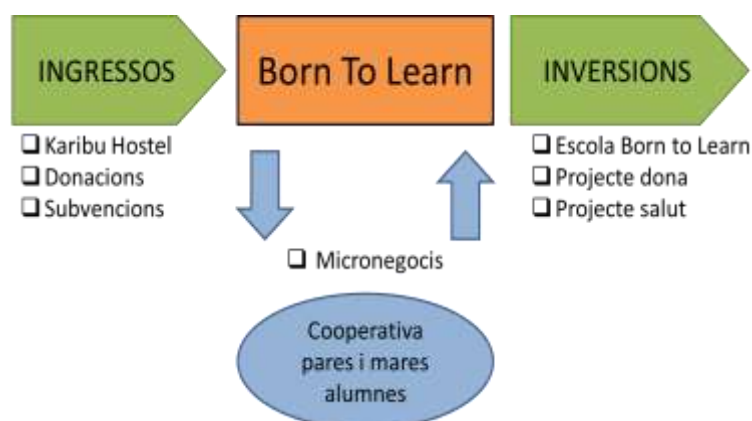 INGRESSOS
Born To Learn
INVERSIONS
Karibu Hostel
Donacions
Subvencions
Escola Born to Learn
Projecte dona
Projecte salut
Micronegocis
Cooperativa
pares i mares
alumnes